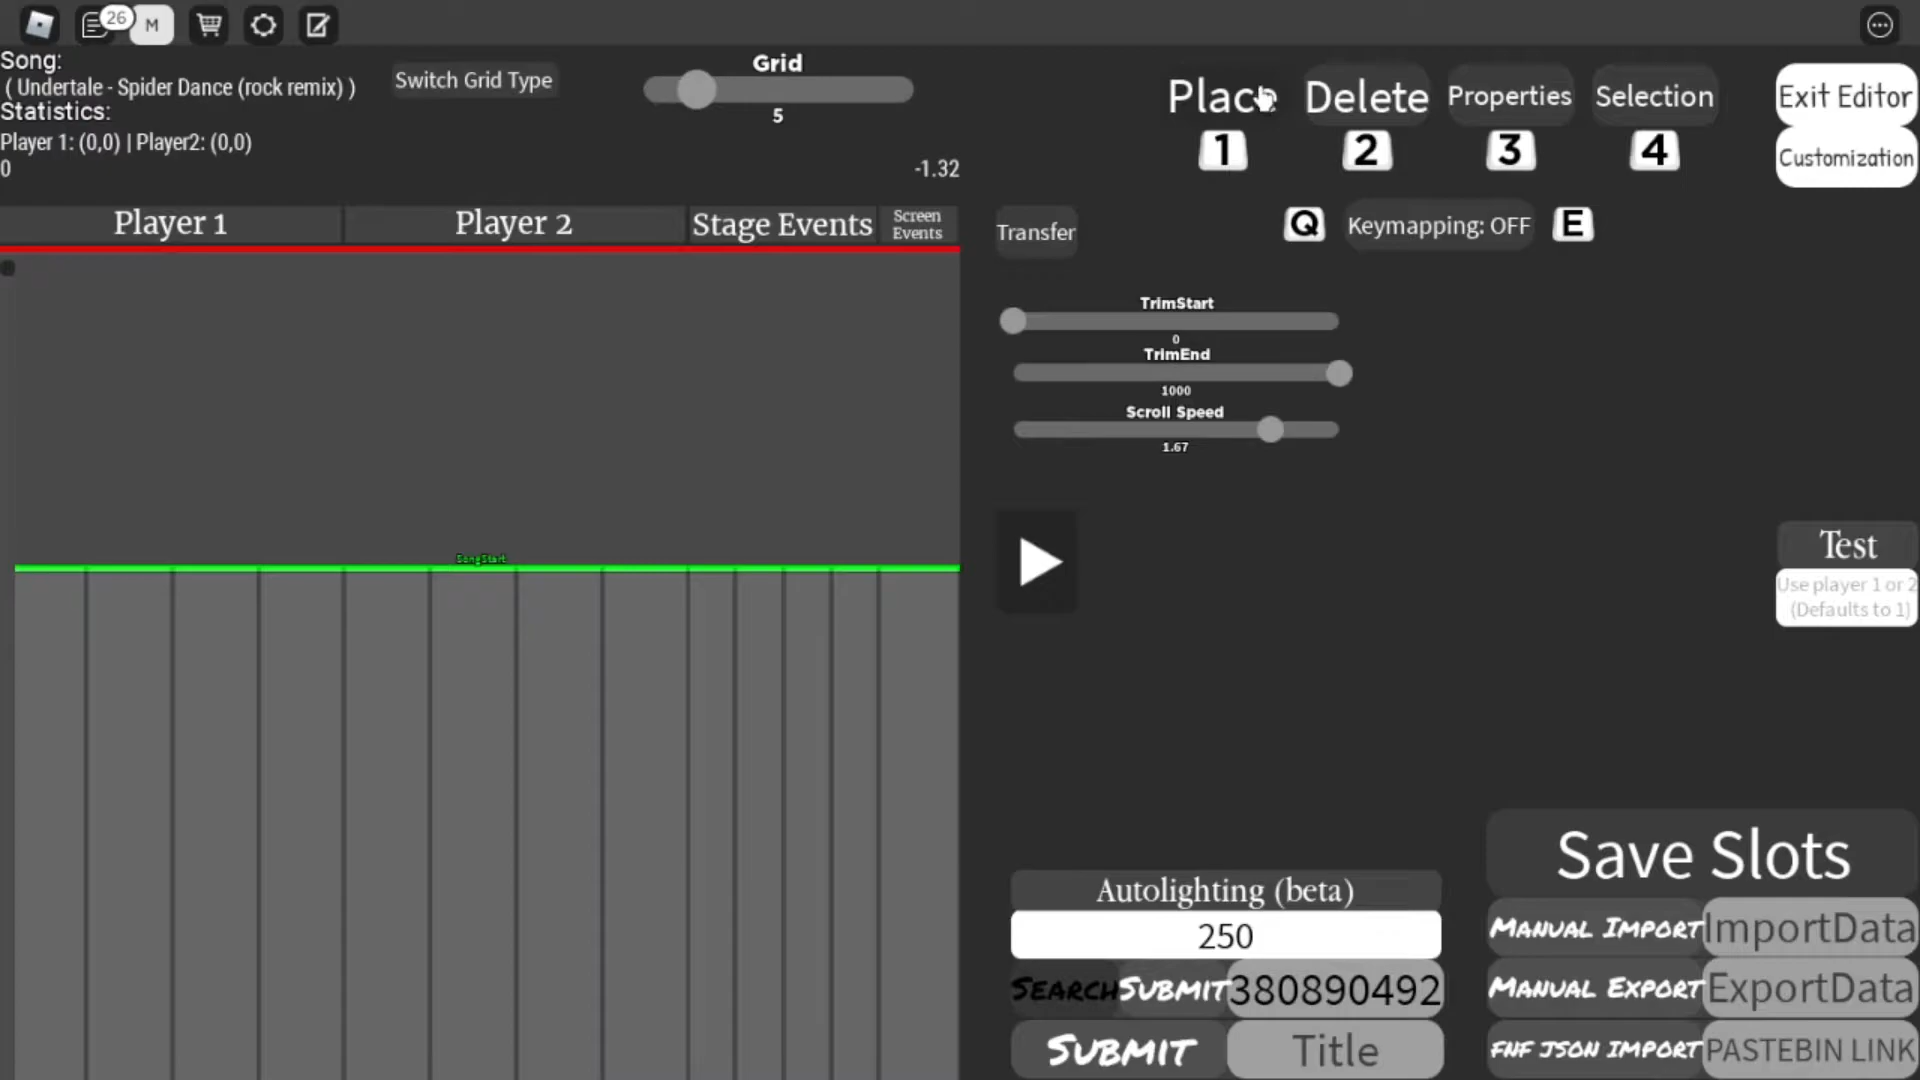 26
M
Song:
( Undertale - Spider Dance (rock remix) )
Statistics:
Player 1: (0,0) | Player2: (0,0)
0
-1.32
Switch Grid Type
Grid
5
Place
Delete
Properties
Selection
1
2
3
4
Exit Editor
Customization
Player 1
Player 2
Stage Events
Screen
Events
Transfer
Q
Keymapping: OFF
E
TrimStart
0
TrimEnd
1000
Scroll Speed
1.67
SongStart
Test
Use player 1 or 2
(Defaults to 1)
Autolighting (beta)
250
SEARCH
SUBMIT
380890492
SUBMIT
Title
Save Slots
MANUAL IMPORT
ImportData
MANUAL EXPORT
ExportData
FNF JSON IMPORT
PASTEBIN LINK